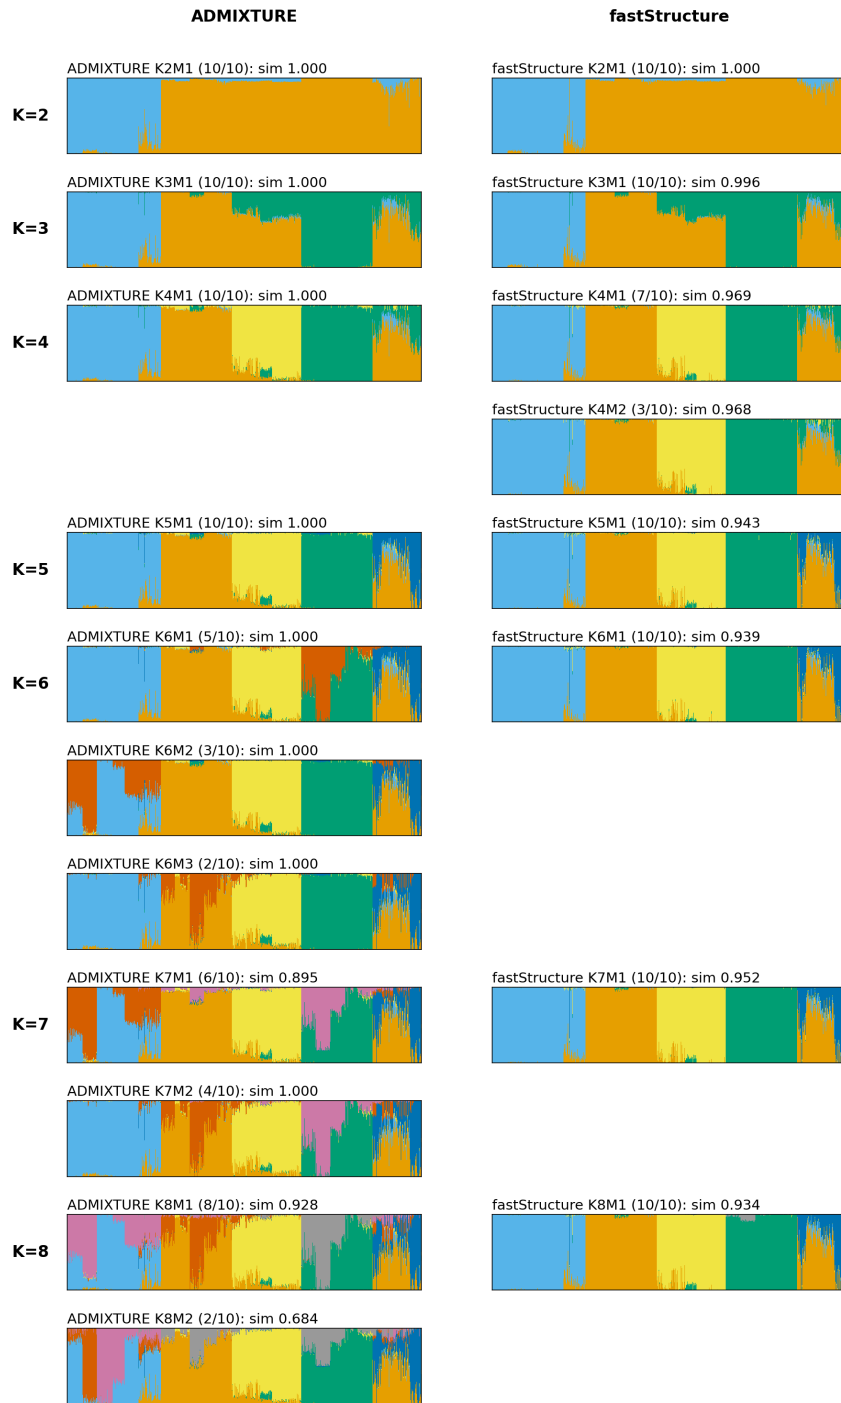 ADMIXTURE fastStructure
ADMIXTURE K2M1 (10/10): sim 1.000 fastStructure K2M1 (10/10): sim 1.000
K=2
ADMIXTURE K3M1 (10/10): sim 1.000 fastStructure K3M1 (10/10): sim 0.996
K=3
ADMIXTURE K4M1 (10/10): sim 1.000 fastStructure K4M1 (7/10): sim 0.969
K=4
fastStructure K4M2 (3/10): sim 0.968
ADMIXTURE K5M1 (10/10): sim 1.000 fastStructure K5M1 (10/10): sim 0.943
K=5
ADMIXTURE K6M1 (5/10): sim 1.000 fastStructure K6M1 (10/10): sim 0.939
K=6
ADMIXTURE K6M2 (3/10): sim 1.000
ADMIXTURE K6M3 (2/10): sim 1.000
ADMIXTURE K7M1 (6/10): sim 0.895 fastStructure K7M1 (10/10): sim 0.952
K=7
ADMIXTURE K7M2 (4/10): sim 1.000
ADMIXTURE K8M1 (8/10): sim 0.928 fastStructure K8M1 (10/10): sim 0.934
K=8
ADMIXTURE K8M2 (2/10): sim 0.684